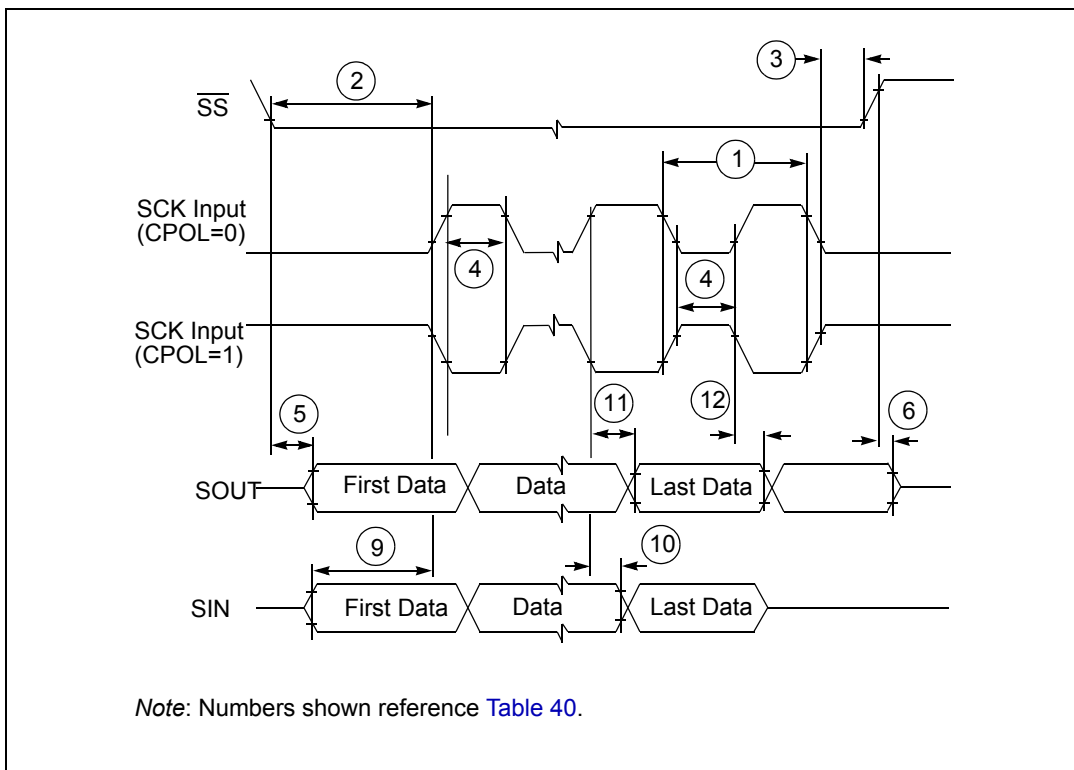 3
2
SS
1
SCK Input
(CPOL=0)
4
4
SCK Input
(CPOL=1)
11
12
5
6
SOUT
First Data
Data
Last Data
10
9
SIN
First Data
Data
Last Data
Note: Numbers shown reference Table 40.